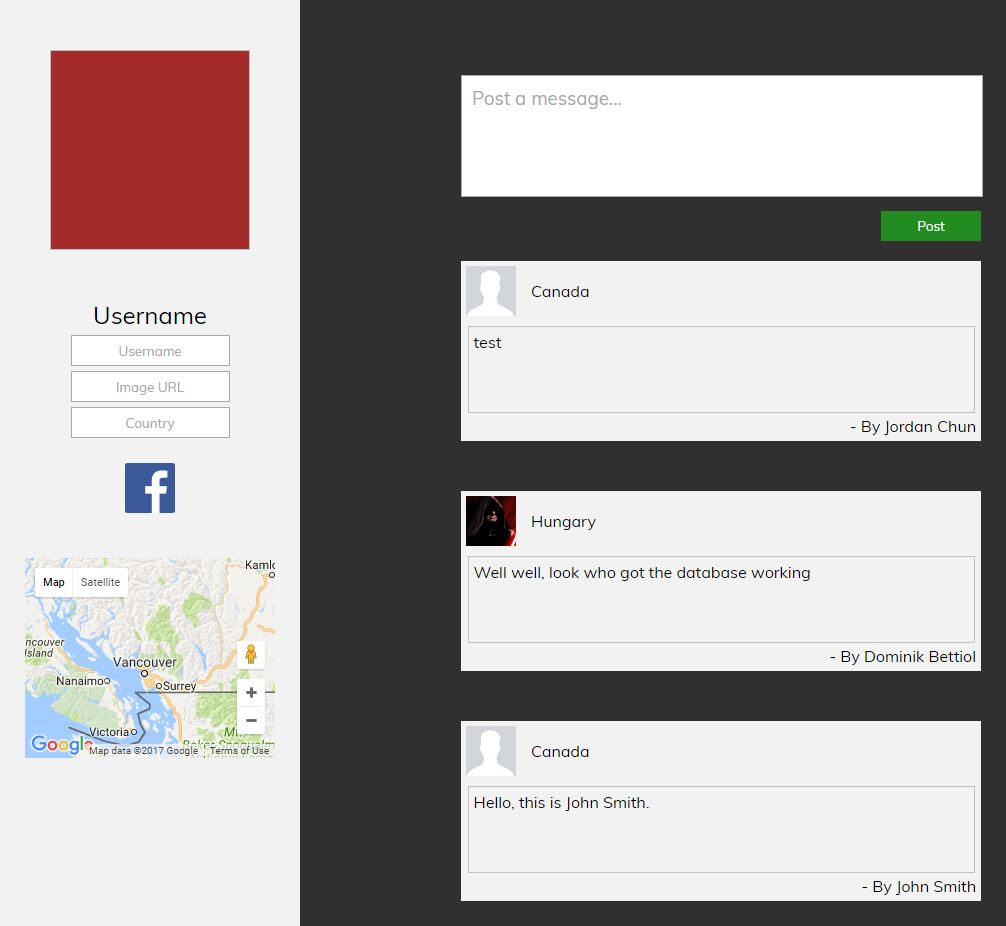 Username
Username
Image URL
Country
Map Satellite
Kaml
ncouver
Island
Vancouver
Nanaimo
Surrey
Victoria
Mt
Google
Map data ©2017 Google Terms of Use
Post a message...
Post
Canada
test
- By Jordan Chun
Hungary
Well well, look who got the database working
- By Dominik Bettiol
Canada
Hello, this is John Smith.
- By John Smith